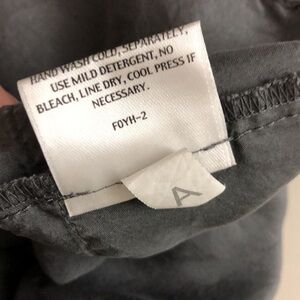 HAND WASH COLD, SEPARATELY,
USE MILD DETERGENT, NO
BLEACH, LINE DRY, COOL PRESS IF
NECESSARY.
F0YH-2
A